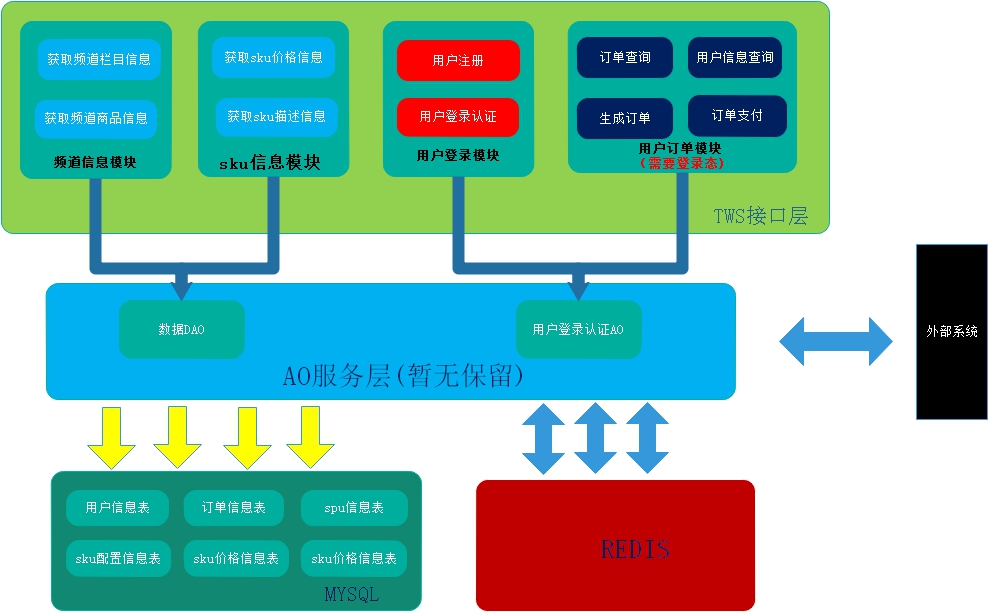 获取频道栏目信息
获取频道商品信息
频道信息模块
获取sku价格信息
获取sku描述信息
sku信息模块
用户注册
用户登录认证
用户登录模块
订单查询
用户信息查询
生成订单
订单支付
用户订单模块
(需要登录态)
TWS接口层
数据DAO
用户登录认证AO
AO服务层(暂无保留)
外部系统
用户信息表
订单信息表
spu信息表
sku配置信息表
sku价格信息表
sku价格信息表
MYSQL
REDIS